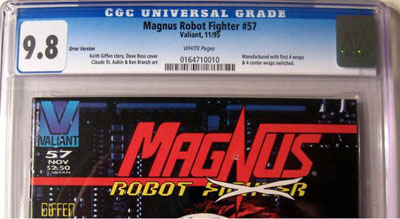 CGC UNIVERSAL GRADE
9.8
Magnus Robot Fighter #57
Valiant, 11/95
Error Version
WHITE Pages
Keith Giffen story, Dave Ross cover
Claude St. Aubin & Ken Branch art
Manufactured with first 4 wraps
& 4 center wraps switched.
0164710010
VALIANT
57
NOV
$2.50
MAGNUS
ROBOT FIGHTER
GIFFEN